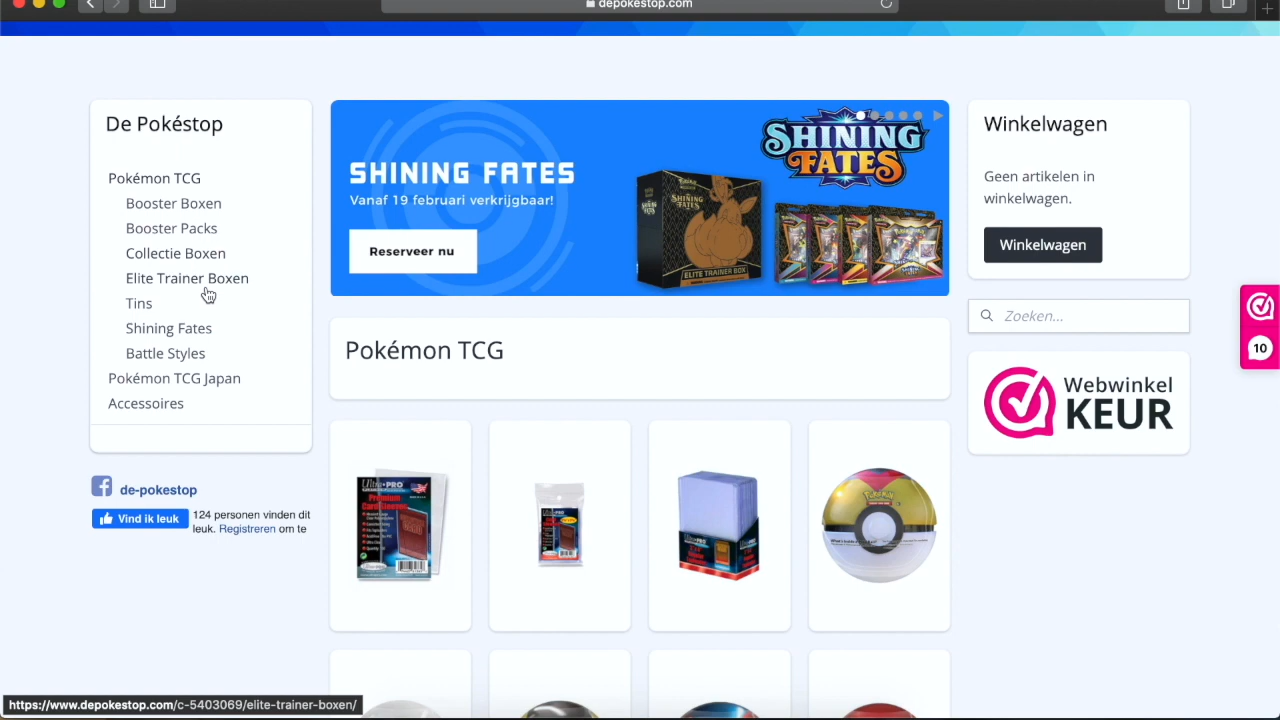 depokestop.com
De Pokéstop
Pokémon TCG
Booster Boxen
Booster Packs
Collectie Boxen
Elite Trainer Boxen
Tins
Shining Fates
Battle Styles
Pokémon TCG Japan
Accessoires
de-pokestop
Vind ik leuk
124 personen vinden dit
leuk. Registreren om te
SHINING FATES
Vanaf 19 februari verkrijgbaar!
Reserveer nu
SHINING
FATES
ELITE TRAINER BOX
Pokémon TCG
Winkelwagen
Geen artikelen in
winkelwagen.
Winkelwagen
Zoeken...
Webwinkel
KEUR
10
https://www.depokestop.com/c-5403069/elite-trainer-boxen/